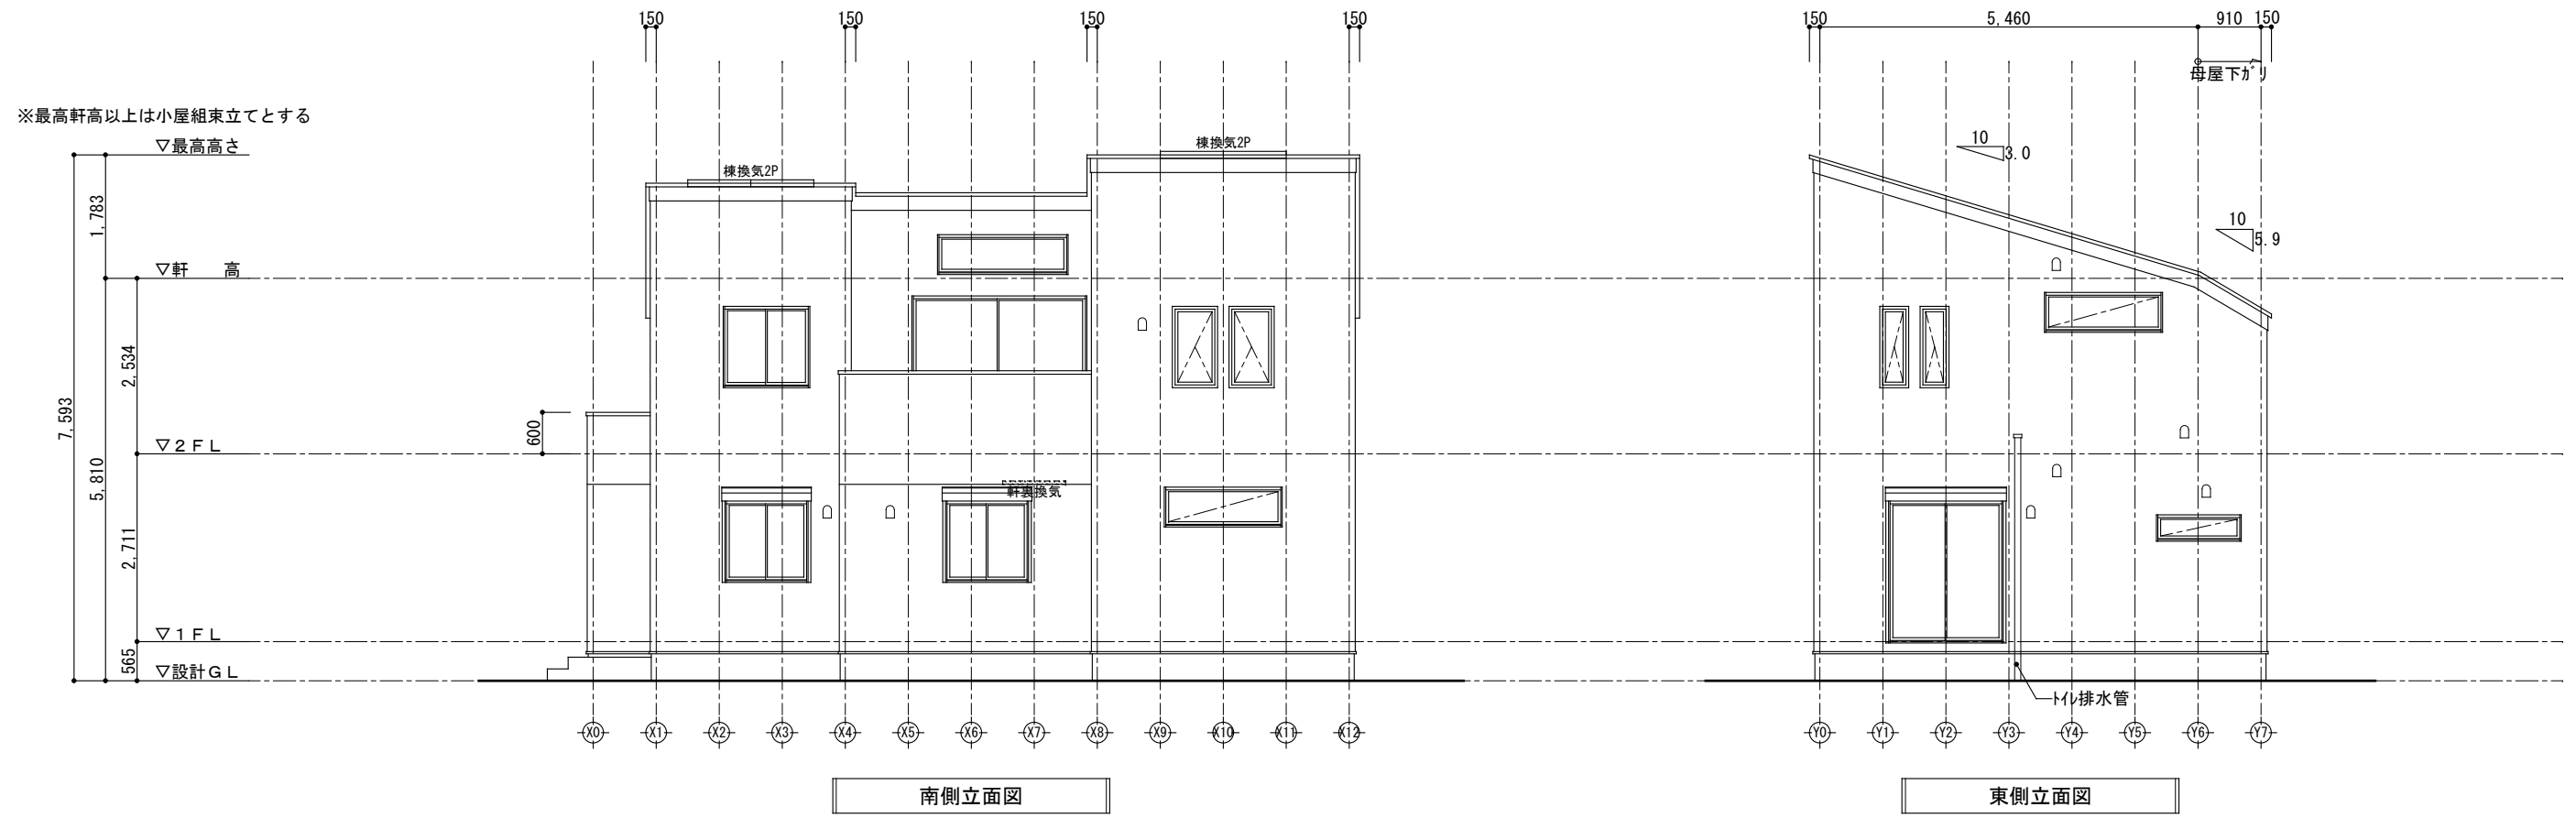 150 150 150 150
150 5,460 910 150
母屋下ガリ
※最高軒高以上は小屋組束立てとする
▽最高高さ
棟換気2P
棟換気2P
10
3.0
10
5.9
1,783
▽軒 高
2,534
7,593
600
▽2FL
5,810
軒裏換気
2,711
▽1FL
565
▽設計GL
トイレ排水管
X0 X1 X2 X3 X4 X5 X6 X7 X8 X9 X10 X11 X12
Y0 Y1 Y2 Y3 Y4 Y5 Y6 Y7
南側立面図
東側立面図